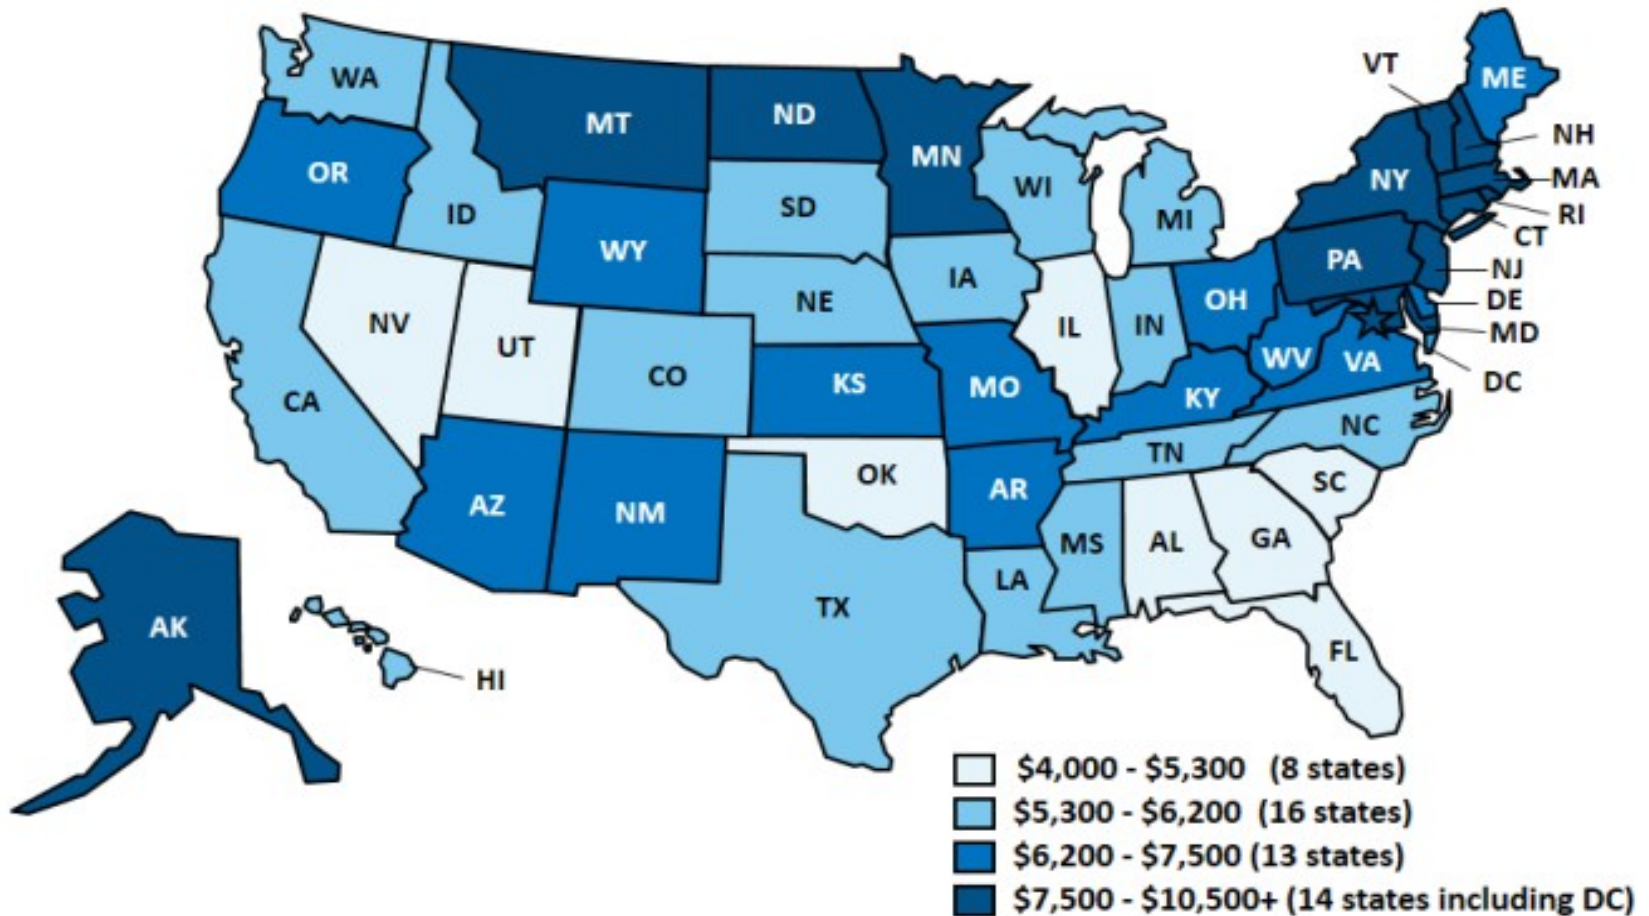 WA
MT
ND
MN
VT
ME
NH
OR
ID
WY
SD
WI
MI
NY
MA
RI
CT
NV
UT
CO
NE
IA
IL
IN
OH
PA
NJ
DE
MD
DC
CA
KS
MO
KY
WV
VA
AZ
NM
OK
AR
TN
NC
SC
MS
AL
GA
LA
TX
FL
AK
HI
$4,000 - $5,300 (8 states)
$5,300 - $6,200 (16 states)
$6,200 - $7,500 (13 states)
$7,500 - $10,500+ (14 states including DC)